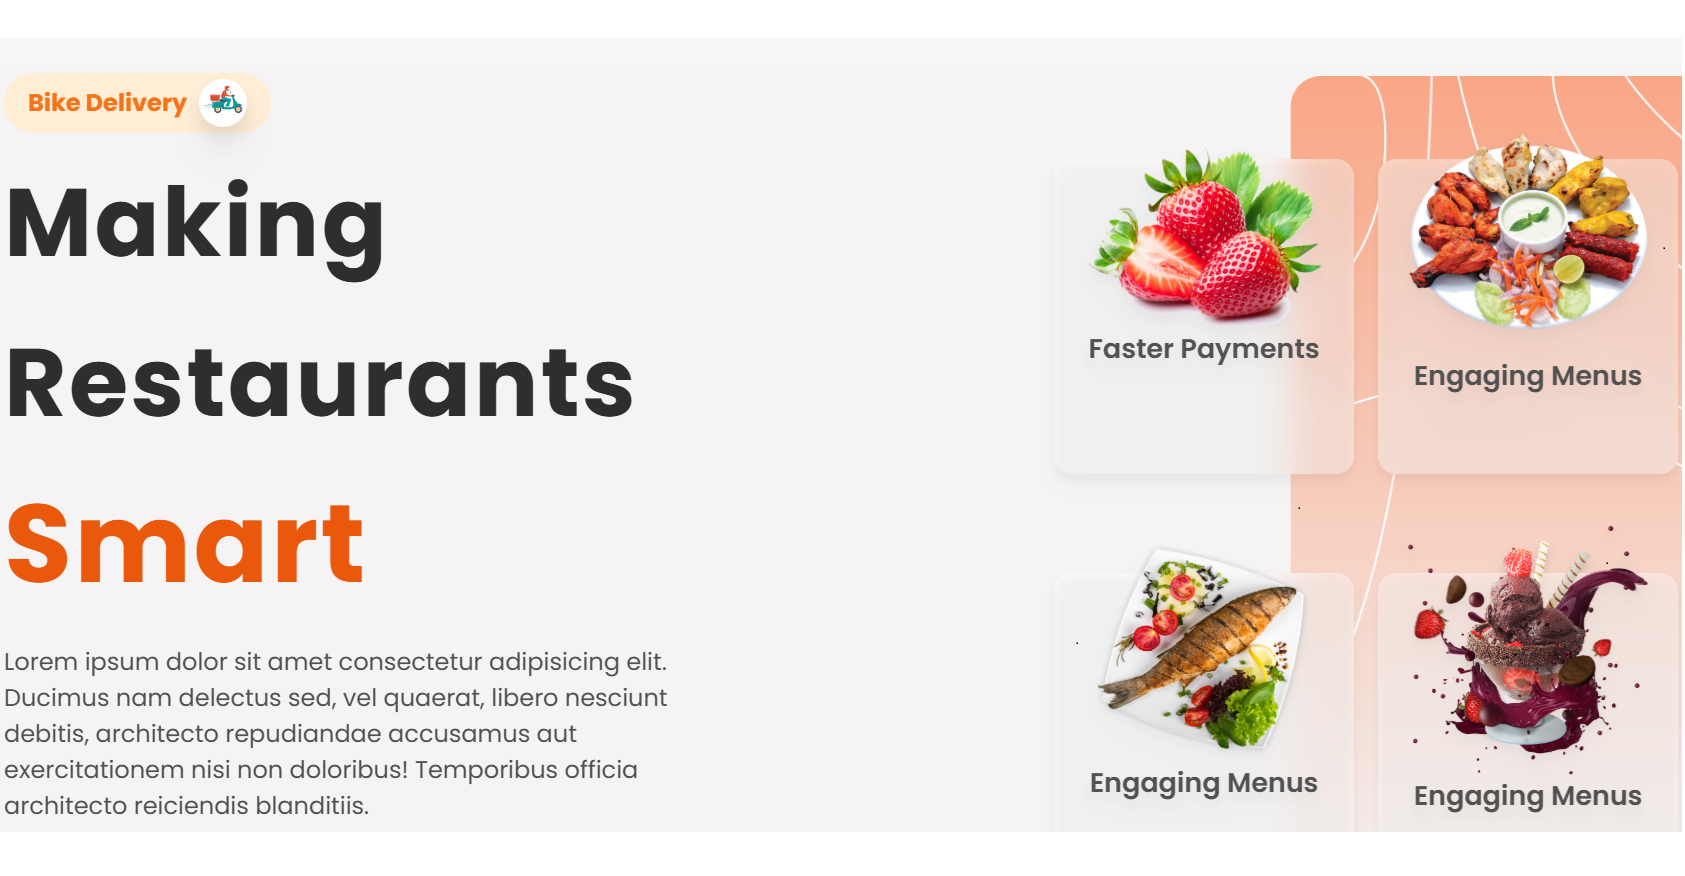 Bike Delivery
Making
Restaurants
Smart
Lorem ipsum dolor sit amet consectetur adipisicing elit.
Ducimus nam delectus sed, vel quaerat, libero nesciunt
debitis, architecto repudiandae accusamus aut
exercitationem nisi non doloribus! Temporibus officia
architecto reiciendis blanditiis.
Faster Payments
Engaging Menus
Engaging Menus
Engaging Menus